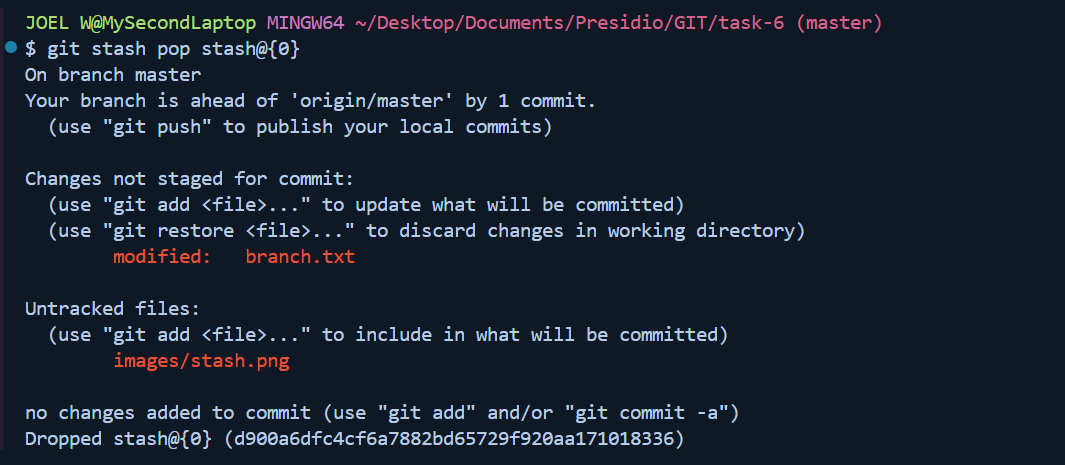 JOEL W@MySecondLaptop MINGW64 ~/Desktop/Documents/Presidio/GIT/task-6 (master)
$ git stash pop stash@{0}
On branch master
Your branch is ahead of 'origin/master' by 1 commit.
  (use "git push" to publish your local commits)

Changes not staged for commit:
  (use "git add <file>..." to update what will be committed)
  (use "git restore <file>..." to discard changes in working directory)
        modified:   branch.txt

Untracked files:
  (use "git add <file>..." to include in what will be committed)
        images/stash.png

no changes added to commit (use "git add" and/or "git commit -a")
Dropped stash@{0} (d900a6dfc4cf6a7882bd65729f920aa171018336)